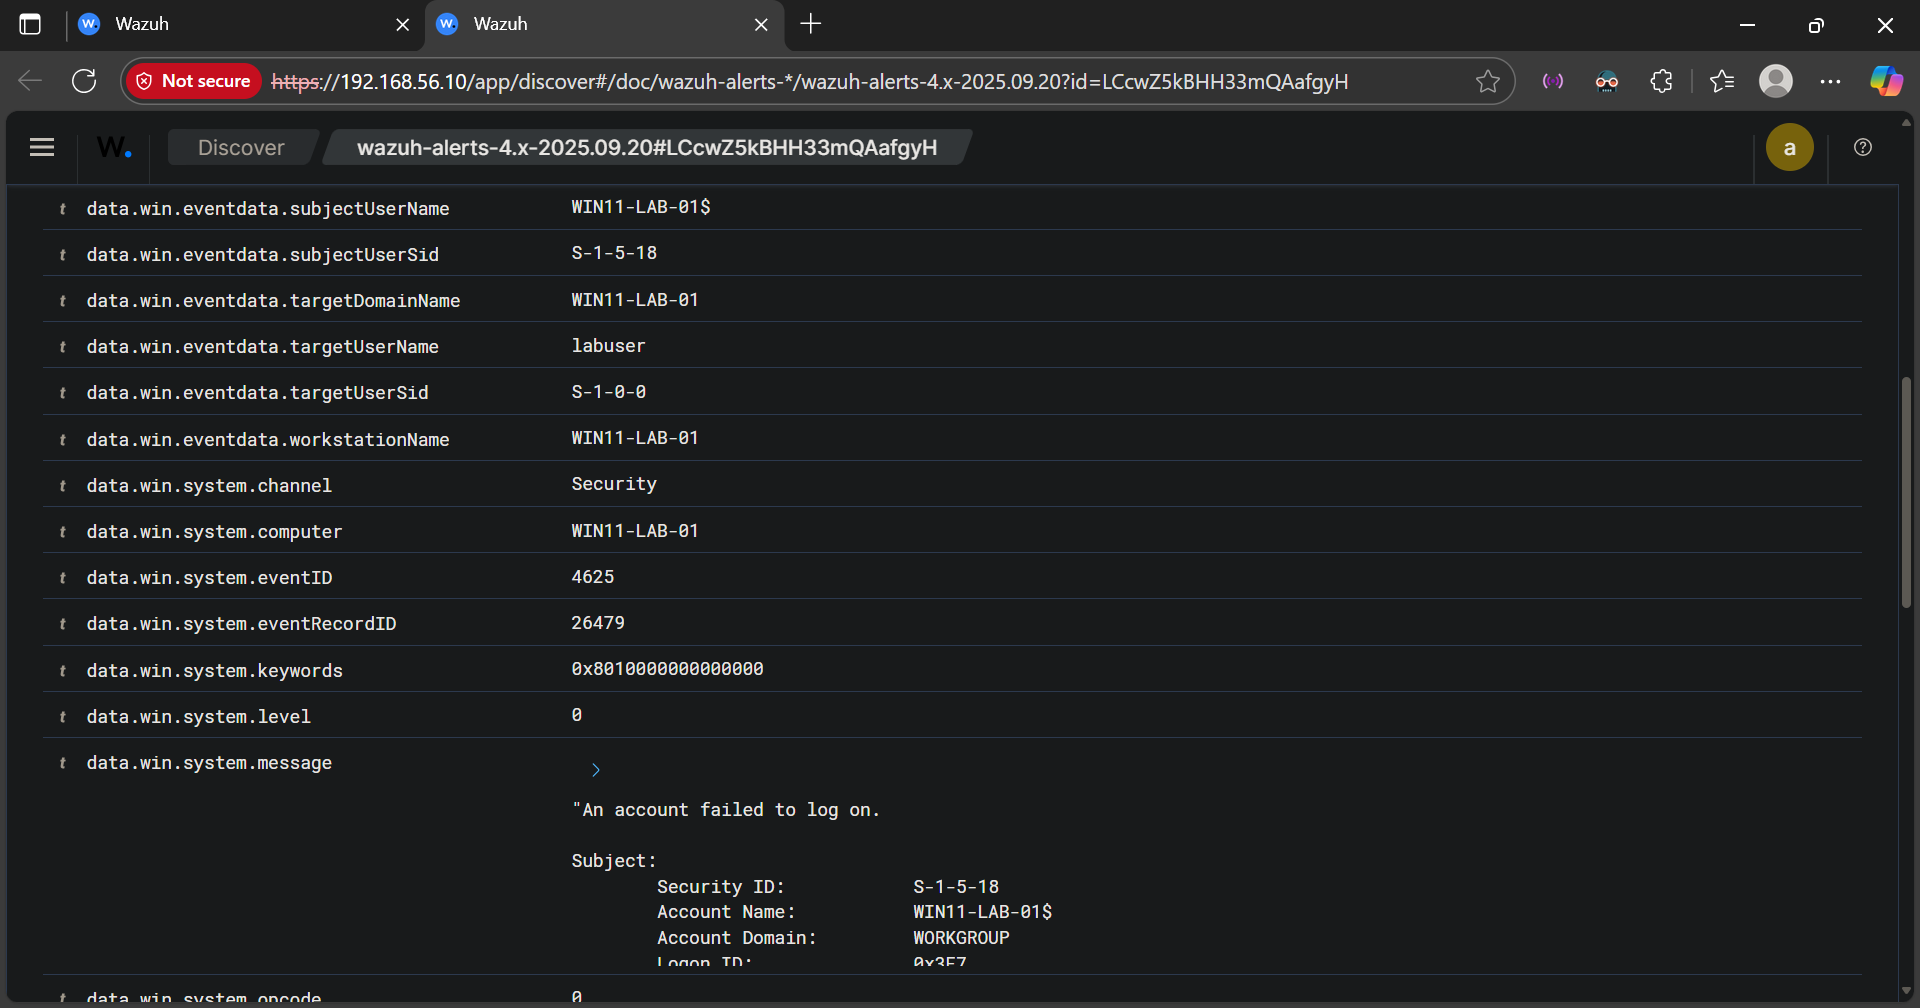 Wazuh
Wazuh
Not secure https://192.168.56.10/app/discover#/doc/wazuh-alerts-*/wazuh-alerts-4.x-2025.09.20?id=LCcwZ5kBHH33mQAafgyH
W. Discover wazuh-alerts-4.x-2025.09.20#LCcwZ5kBHH33mQAafgyH a
t data.win.eventdata.subjectUserName WIN11-LAB-01$
t data.win.eventdata.subjectUserSid S-1-5-18
t data.win.eventdata.targetDomainName WIN11-LAB-01
t data.win.eventdata.targetUserName labuser
t data.win.eventdata.targetUserSid S-1-0-0
t data.win.eventdata.workstationName WIN11-LAB-01
t data.win.system.channel Security
t data.win.system.computer WIN11-LAB-01
t data.win.system.eventID 4625
t data.win.system.eventRecordID 26479
t data.win.system.keywords 0x8010000000000000
t data.win.system.level 0
t data.win.system.message
"An account failed to log on.
Subject:
Security ID: S-1-5-18
Account Name: WIN11-LAB-01$
Account Domain: WORKGROUP
Logon ID: 0x3E7
t data.win.system.opcode 0